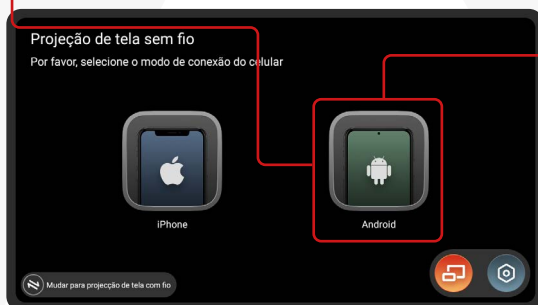 Projeção de tela sem fio
Por favor, selecione o modo de conexão do celular
iPhone
Android
Mudar para projecção de tela com fio